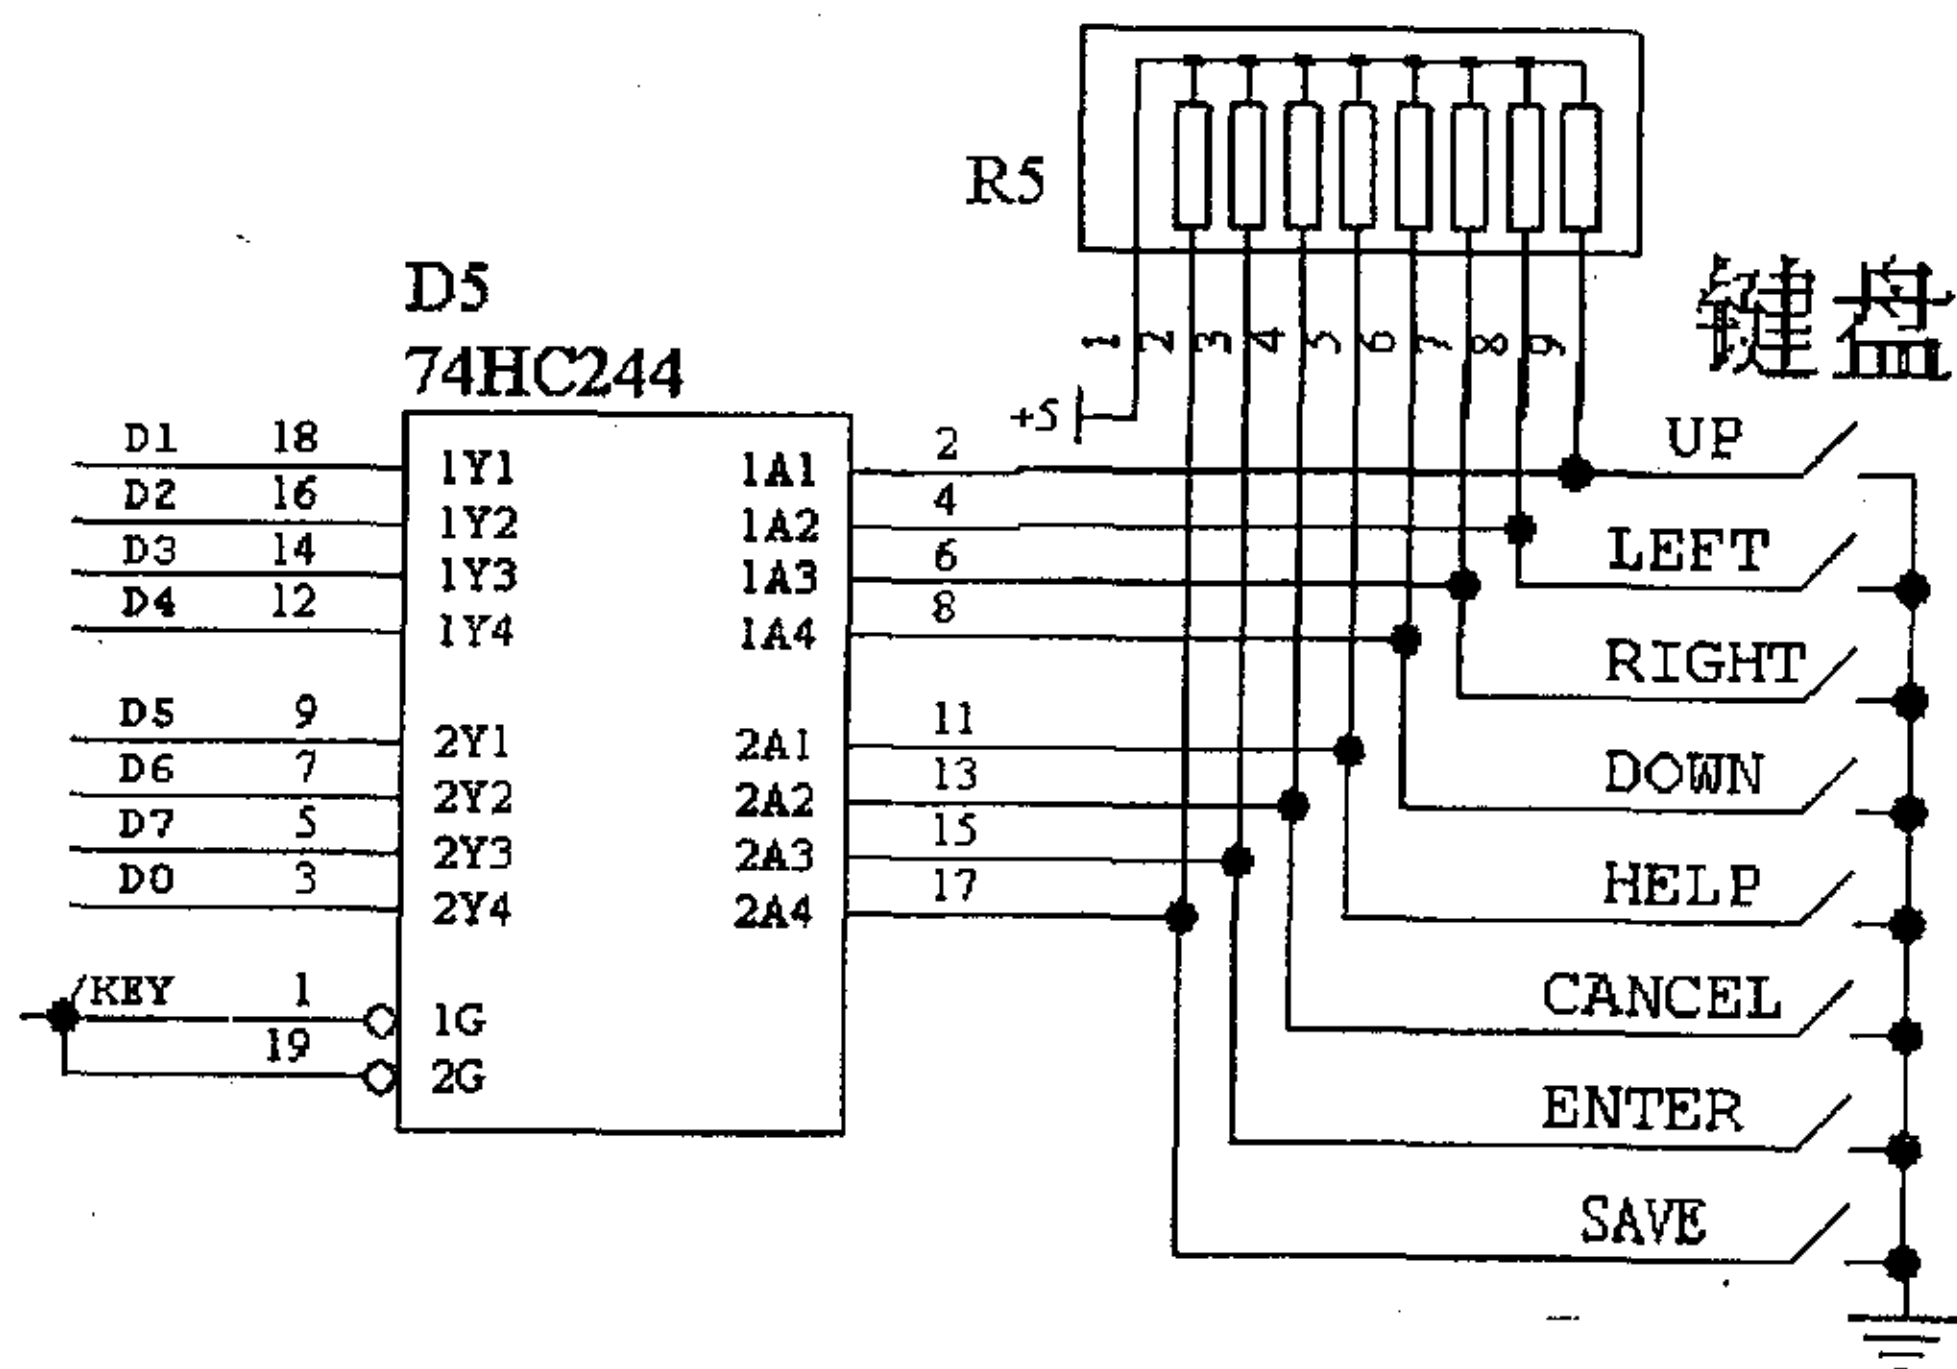 R5
键盘
D5
74HC244
1 2 3 4 5 6 7 8 9
+5
D1 18 1Y1 1A1 2 UP
D2 16 1Y2 1A2 4 LEFT
D3 14 1Y3 1A3 6
D4 12 1Y4 1A4 8 RIGHT
D5 9 2Y1 2A1 11 DOWN
D6 7 2Y2 2A2 13
D7 5 2Y3 2A3 15 HELP
D0 3 2Y4 2A4 17
/KEY 1 1G CANCEL
19 2G
ENTER
SAVE